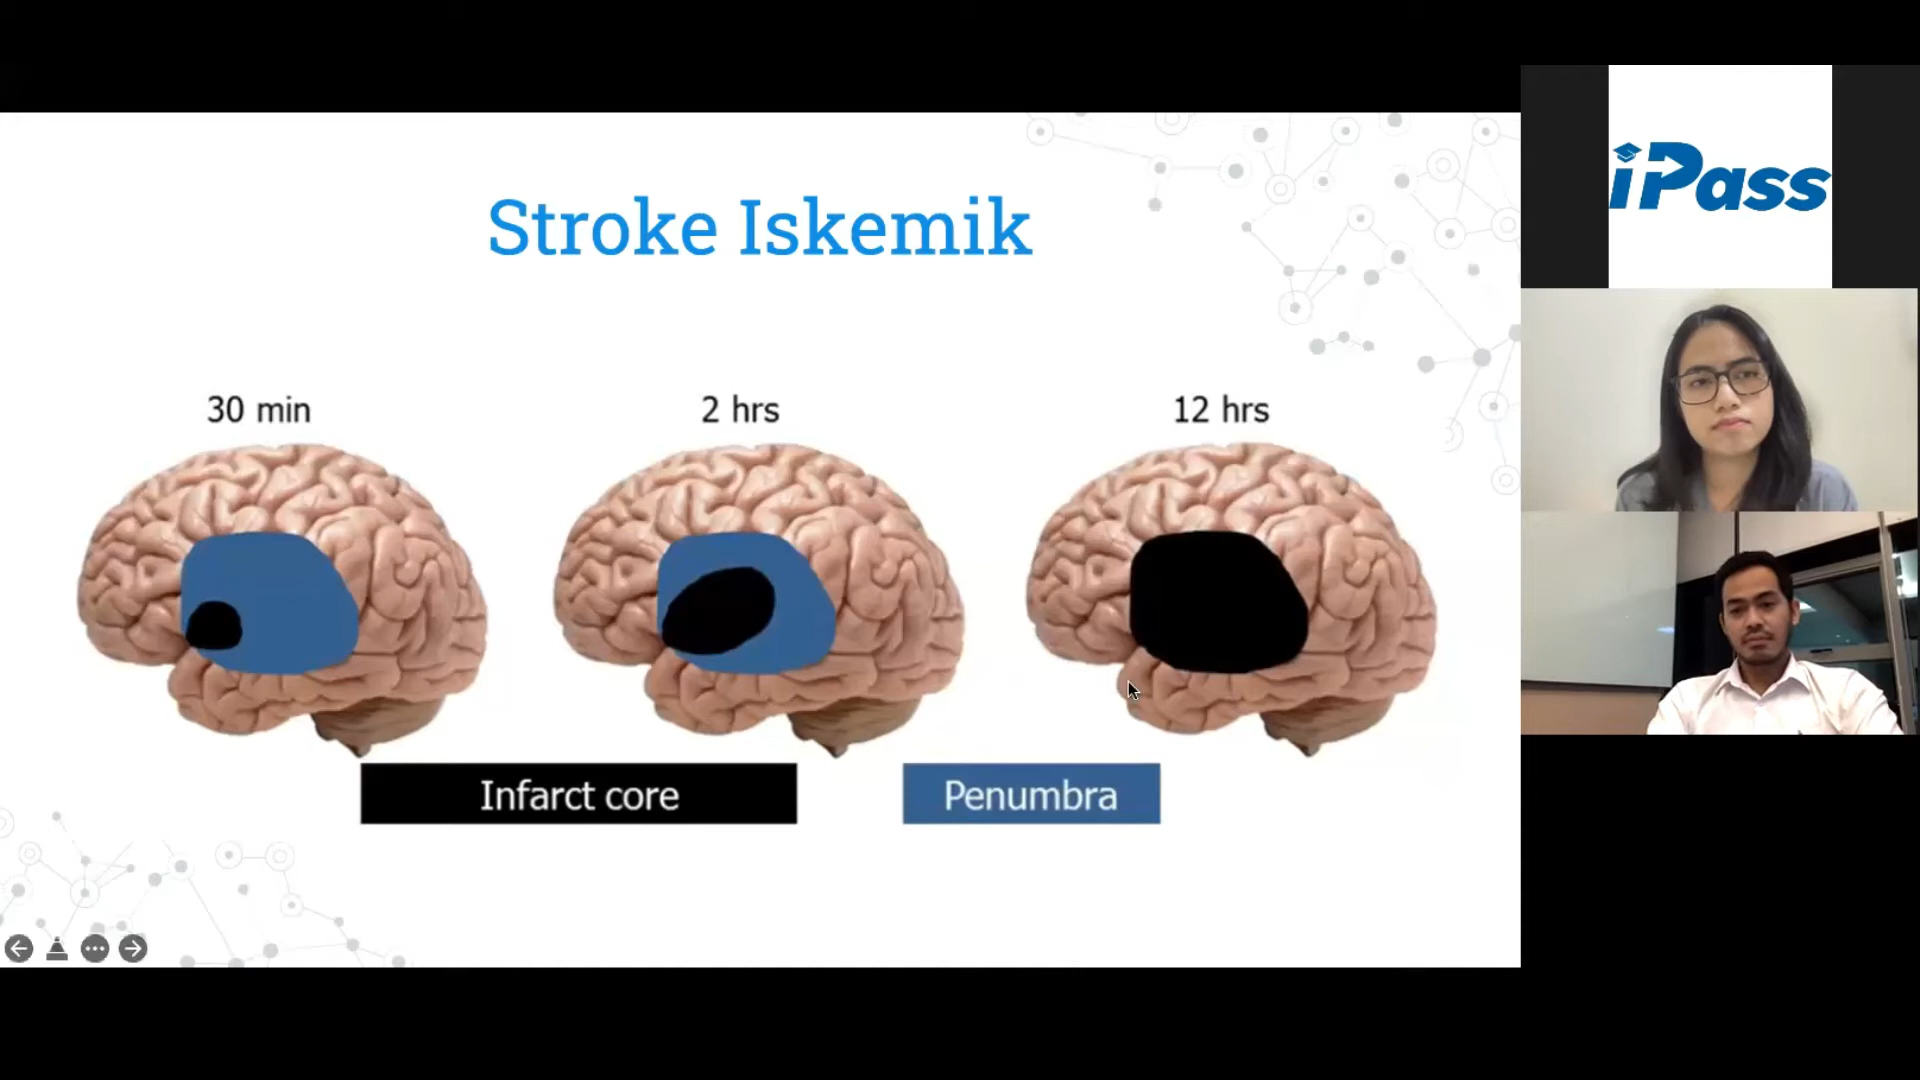 Stroke Iskemik
30 min
2 hrs
12 hrs
Infarct core
Penumbra
iPass